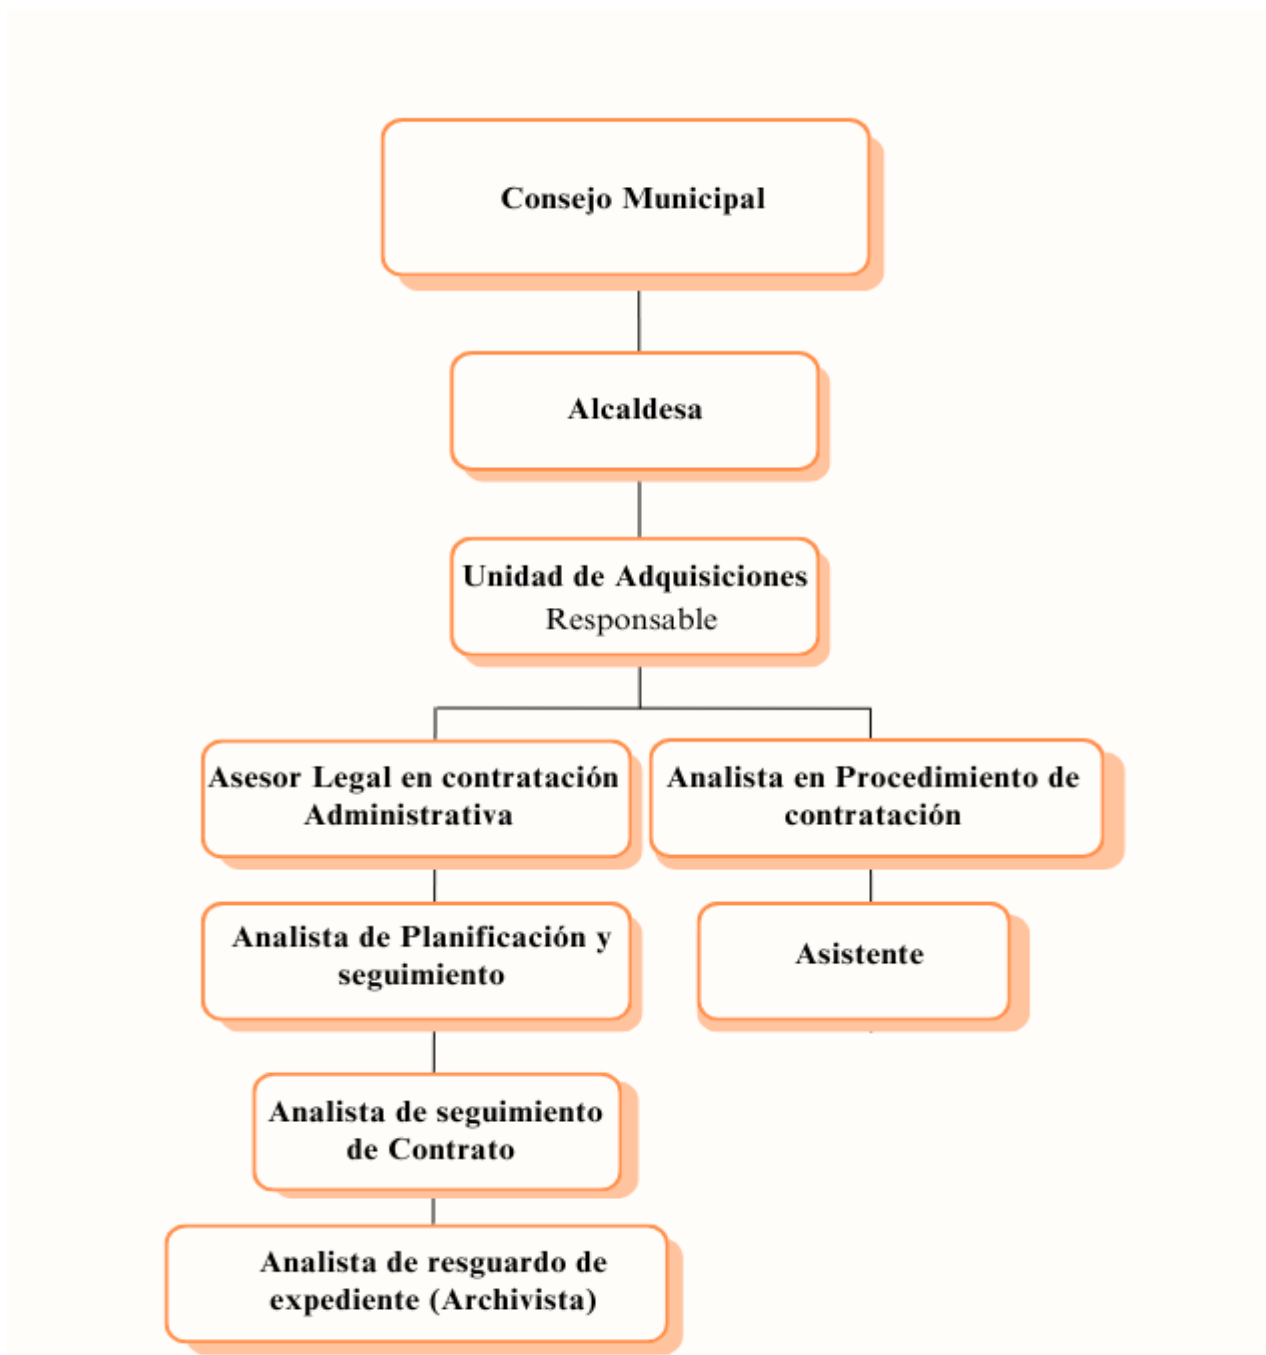 Consejo Municipal
Alcaldesa
Unidad de Adquisiciones
Responsable
Asesor Legal en contratación
Administrativa
Analista en Procedimiento de
contratación
Analista de Planificación y
seguimiento
Asistente
Analista de seguimiento
de Contrato
Analista de resguardo de
expediente (Archivista)